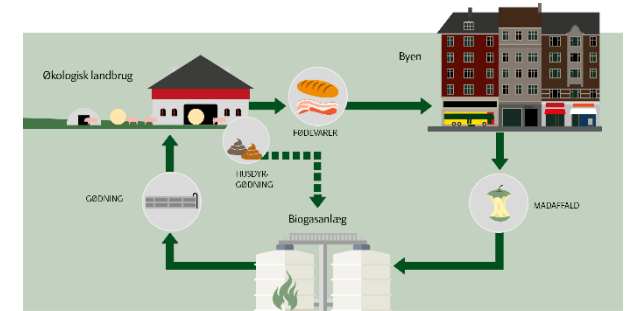 Økologisk landbrug
Byen
FØDEVARER
HUSDYR-
GØDNING
GØDNING
MADAFFALD
Biogasanlæg